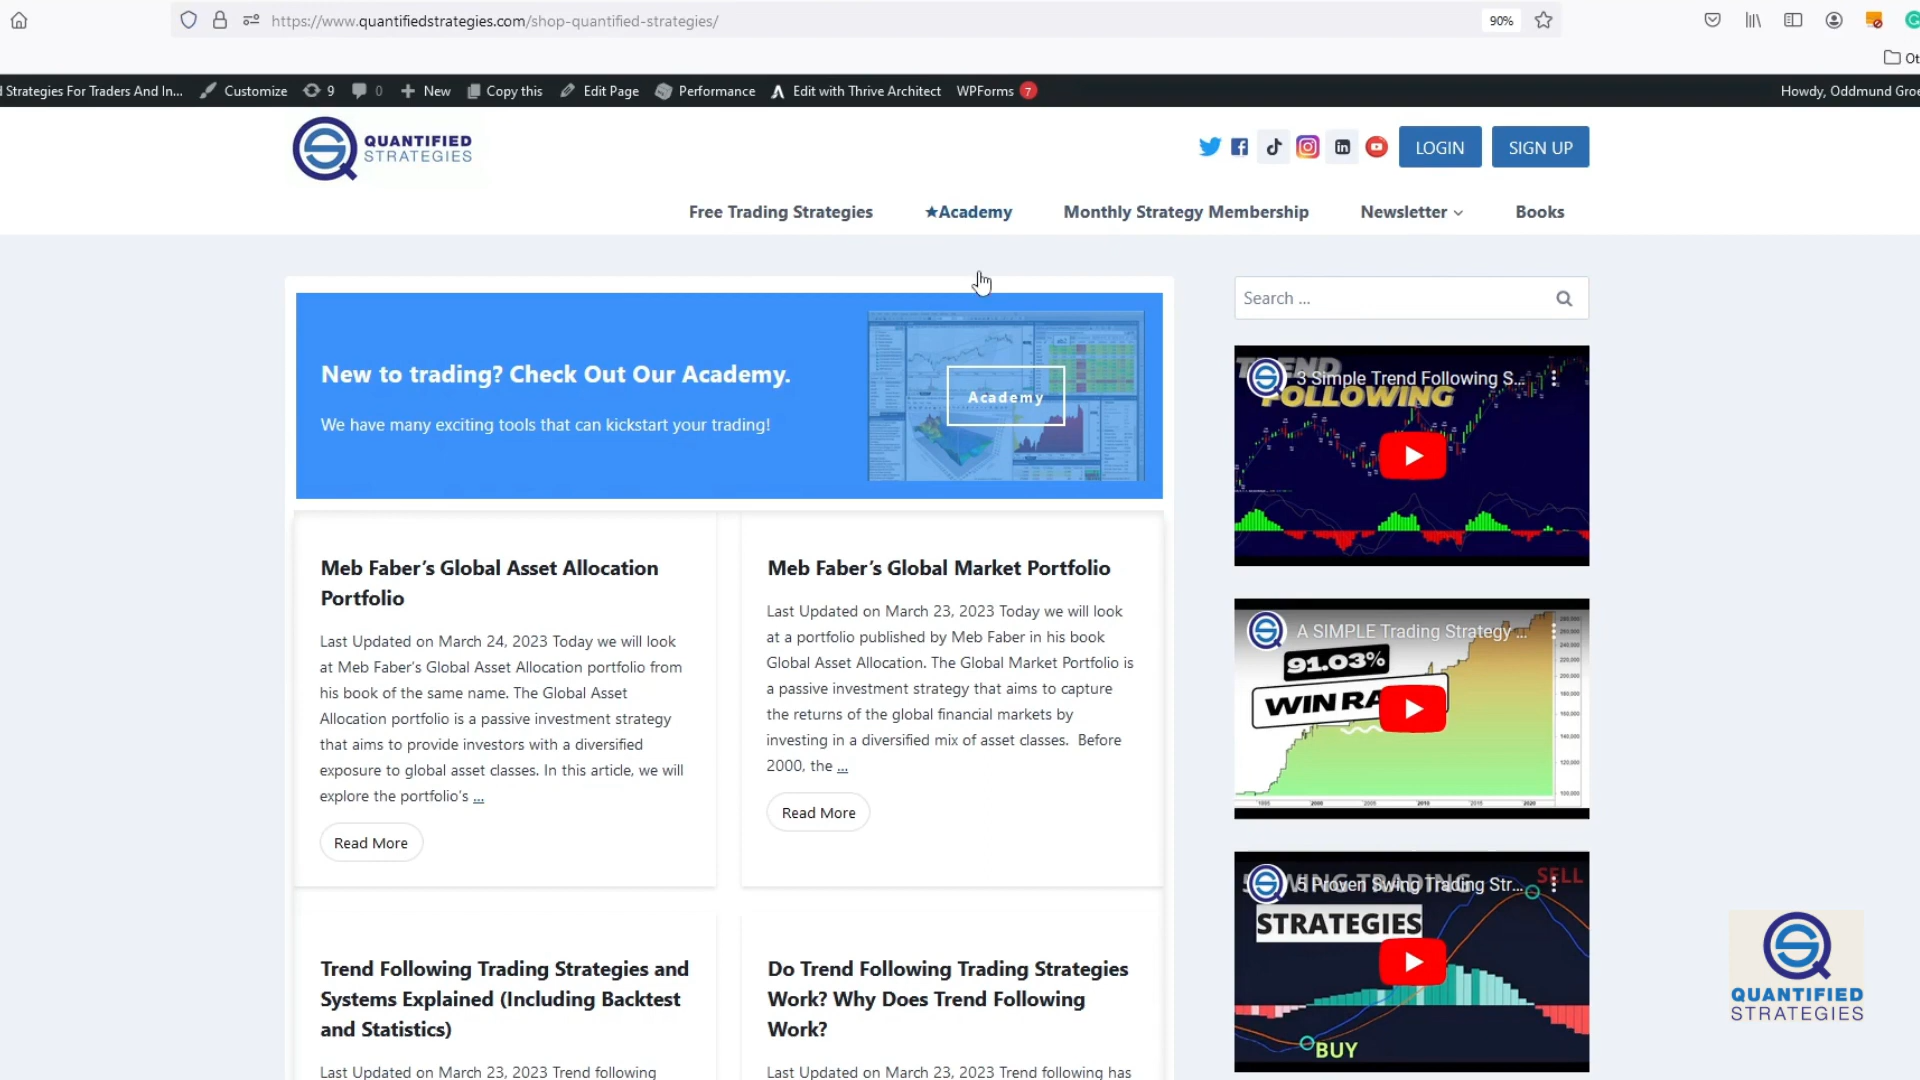 https://www.quantifiedstrategies.com/shop-quantified-strategies/
90%
Strategies For Traders And In...
Customize
9
0
New
Copy this
Edit Page
Performance
Edit with Thrive Architect
WPForms 7
Howdy, Oddmund Groe
QUANTIFIED
STRATEGIES
LOGIN
SIGN UP
Free Trading Strategies
★Academy
Monthly Strategy Membership
Newsletter
Books
New to trading? Check Out Our Academy.
We have many exciting tools that can kickstart your trading!
Academy
Search ...
Meb Faber’s Global Asset Allocation
Portfolio
Last Updated on March 24, 2023 Today we will look
at Meb Faber’s Global Asset Allocation portfolio from
his book of the same name. The Global Asset
Allocation portfolio is a passive investment strategy
that aims to provide investors with a diversified
exposure to global asset classes. In this article, we will
explore the portfolio’s ...
Read More
Meb Faber’s Global Market Portfolio
Last Updated on March 23, 2023 Today we will look
at a portfolio published by Meb Faber in his book
Global Asset Allocation. The Global Market Portfolio is
a passive investment strategy that aims to capture
the returns of the global financial markets by
investing in a diversified mix of asset classes.  Before
2000, the ...
Read More
Trend Following Trading Strategies and
Systems Explained (Including Backtest
and Statistics)
Last Updated on March 23, 2023 Trend following
Do Trend Following Trading Strategies
Work? Why Does Trend Following
Work?
Last Updated on March 23, 2023 Trend following has
TREND
FOLLOWING
3 Simple Trend Following S...
A SIMPLE Trading Strategy ...
91.03%
WIN RA
5 Proven Swing Trading Str...
SWING TRADING
STRATEGIES
SELL
BUY
QUANTIFIED
STRATEGIES